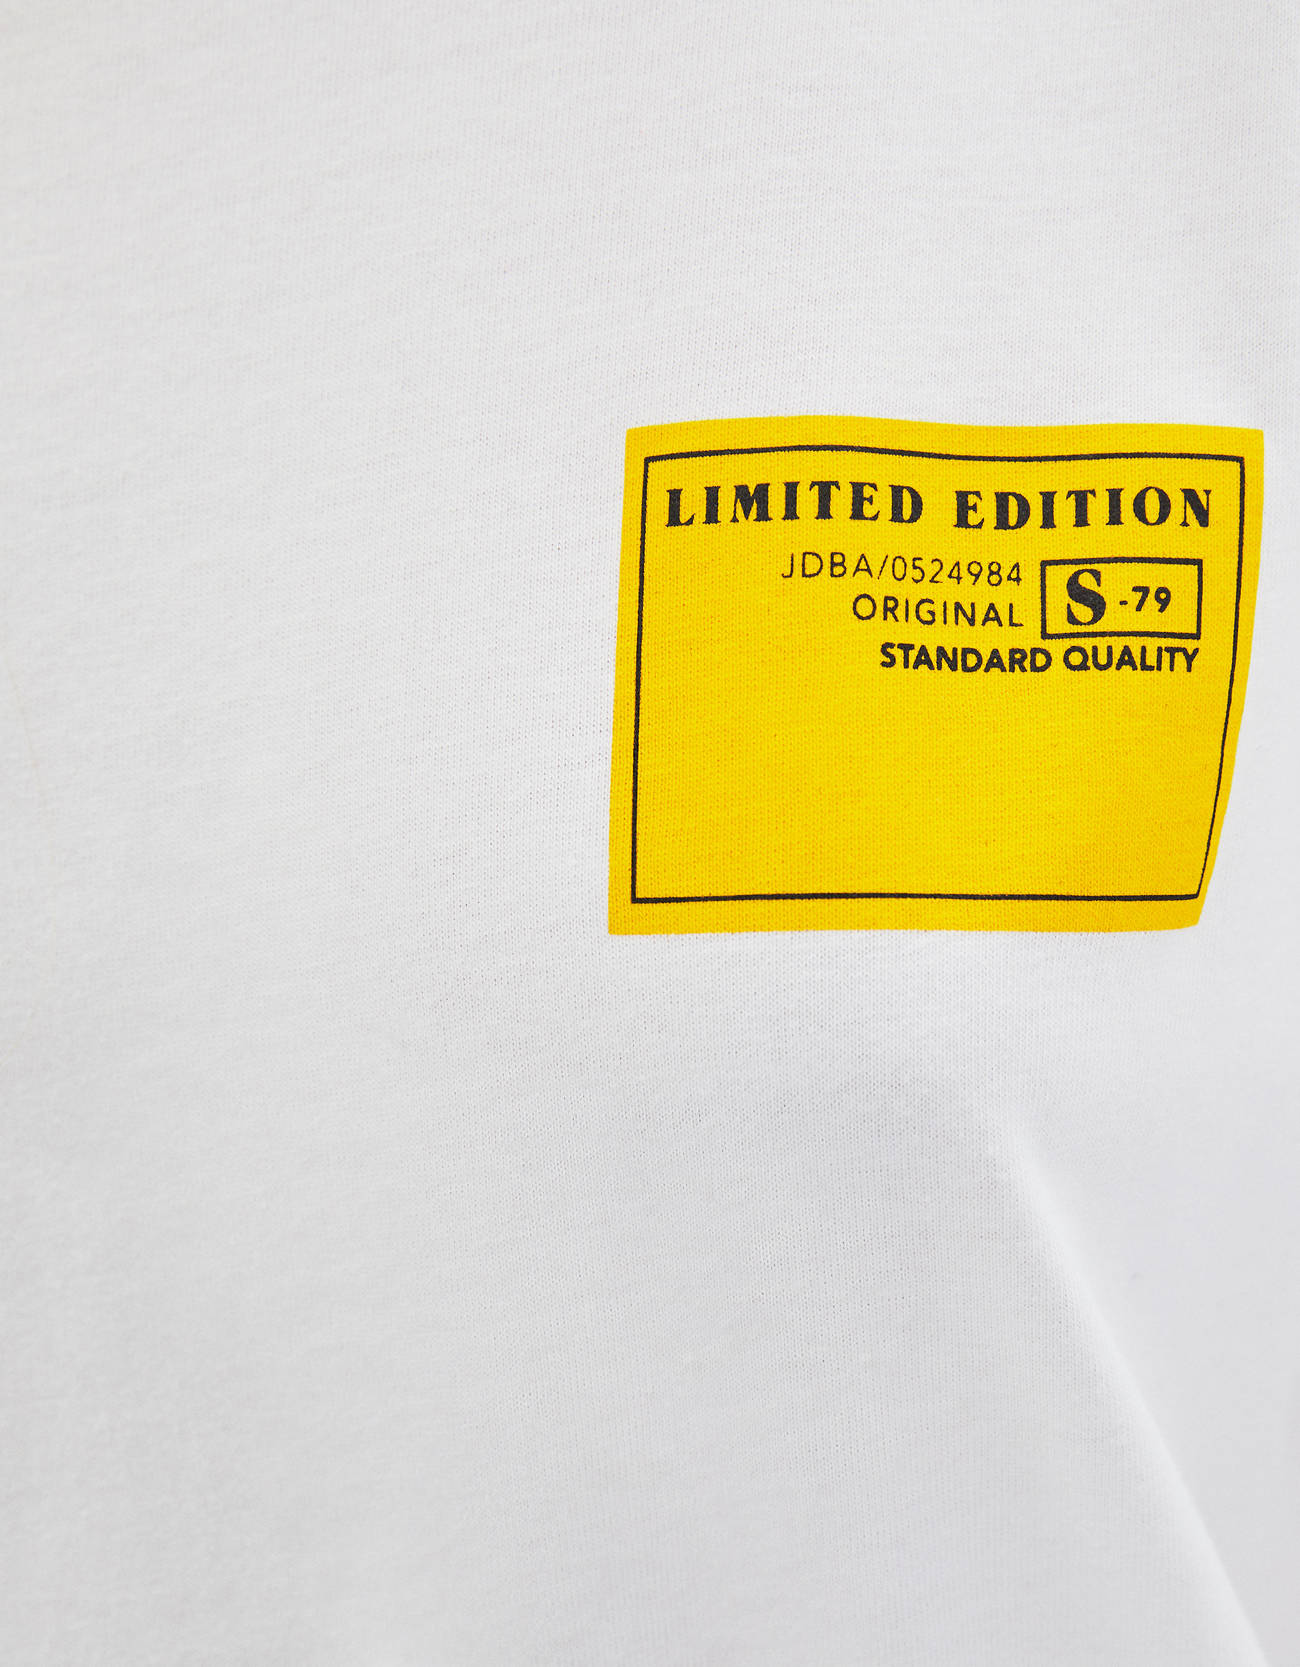 LIMITED EDITION
JDBA/0524984
ORIGINAL
S-79
STANDARD QUALITY